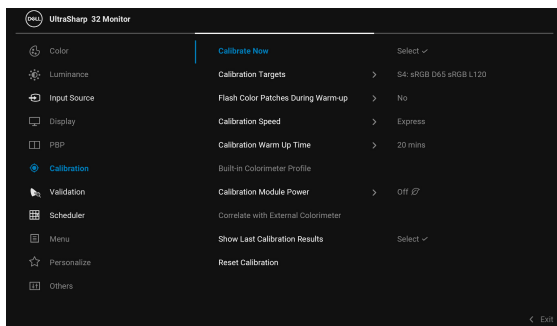 DELL UltraSharp 32 Monitor
Color
Calibrate Now Select
Luminance
Calibration Targets > S4: sRGB D65 sRGB L120
Input Source
Flash Color Patches During Warm-up > No
Display
Calibration Speed > Express
PBP
Calibration Warm Up Time > 20 mins
Calibration
Built-in Colorimeter Profile
Validation
Calibration Module Power > Off
Scheduler
Correlate with External Colorimeter
Menu
Show Last Calibration Results Select
Personalize
Reset Calibration
Others
< Exit